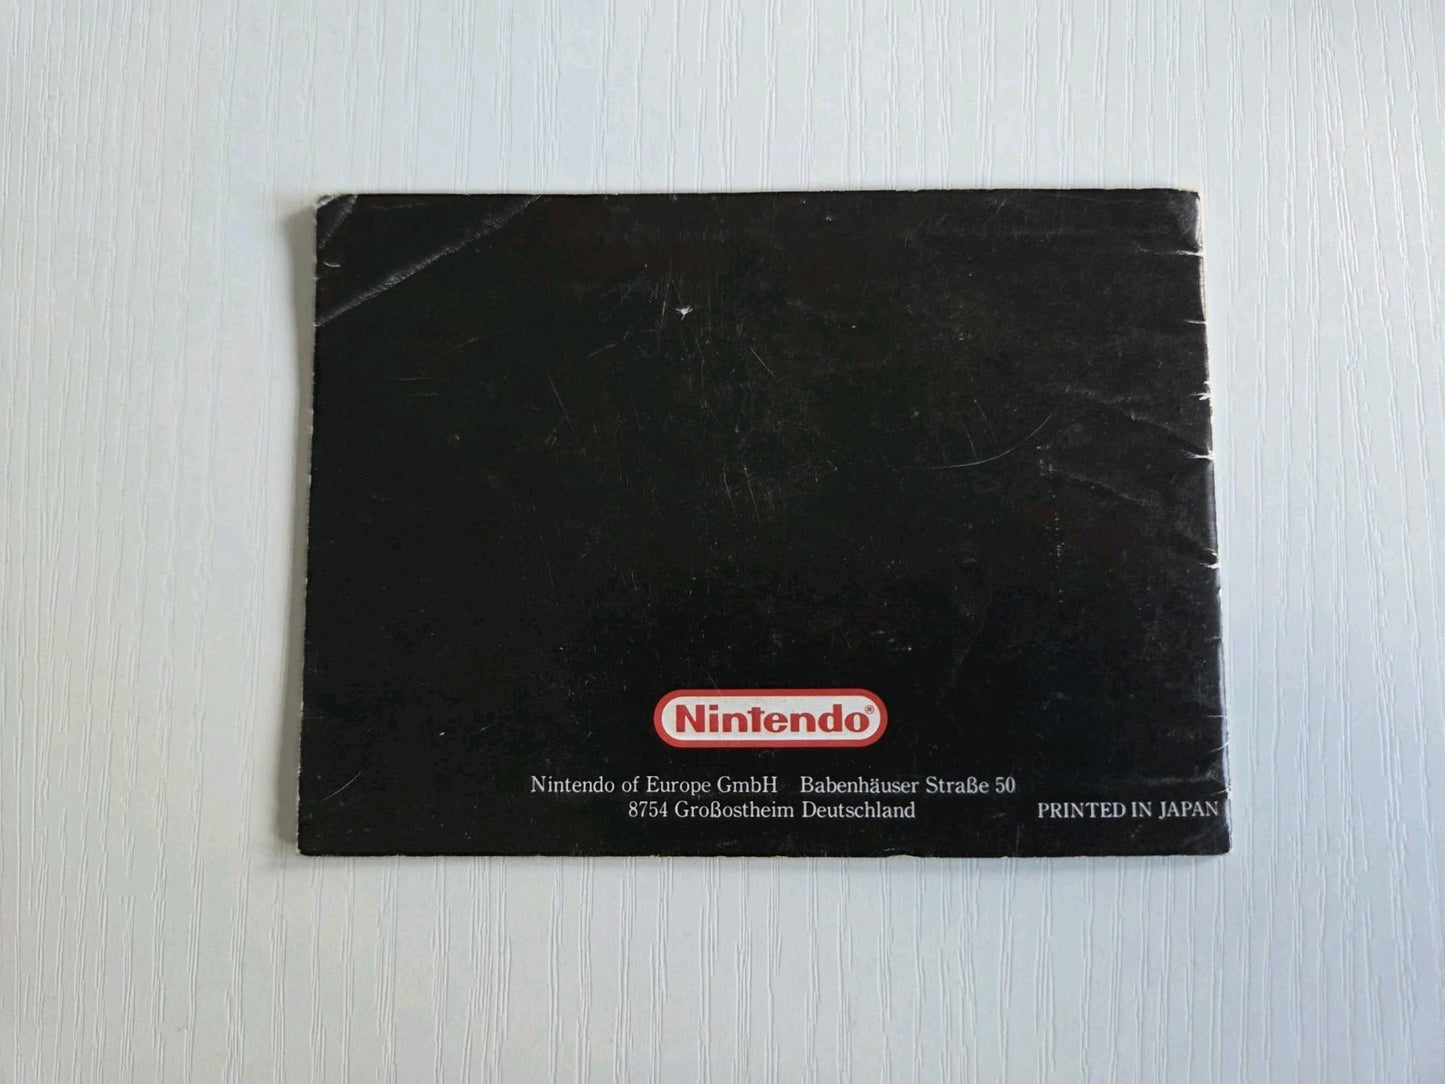 Nintendo®
Nintendo of Europe GmbH Babenhäuser Straße 50
8754 Großostheim Deutschland
PRINTED IN JAPAN